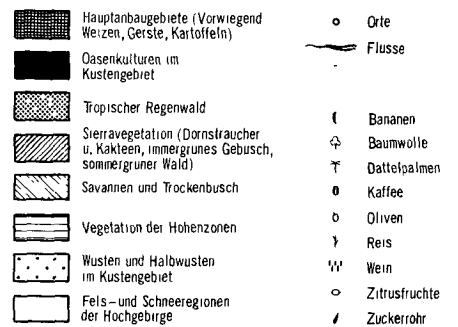 Hauptanbaugebiete (Vorwiegend
Weizen, Gerste, Kartoffeln)
Oasenkulturen im
Kustengebiet
Tropischer Regenwald
Sierravegetation (Dornstraucher
u. Kakteen, immergrunes Gebusch,
sommergruner Wald)
Savannen und Trockenbusch
Vegetation der Hohenzonen
Wusten und Halbwusten
im Kustengebiet
Fels- und Schneeregionen
der Hochgebirge
Orte
Flusse
Bananen
Baumwolle
Dattelpalmen
Kaffee
Oliven
Reis
Wein
Zitrusfruchte
Zuckerrohr